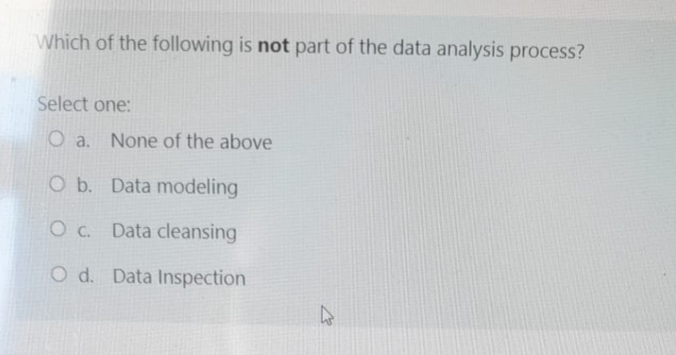 Which of the following is not part of the data analysis process?
Select one:
a. None of the above
b. Data modeling
c. Data cleansing
d. Data Inspection